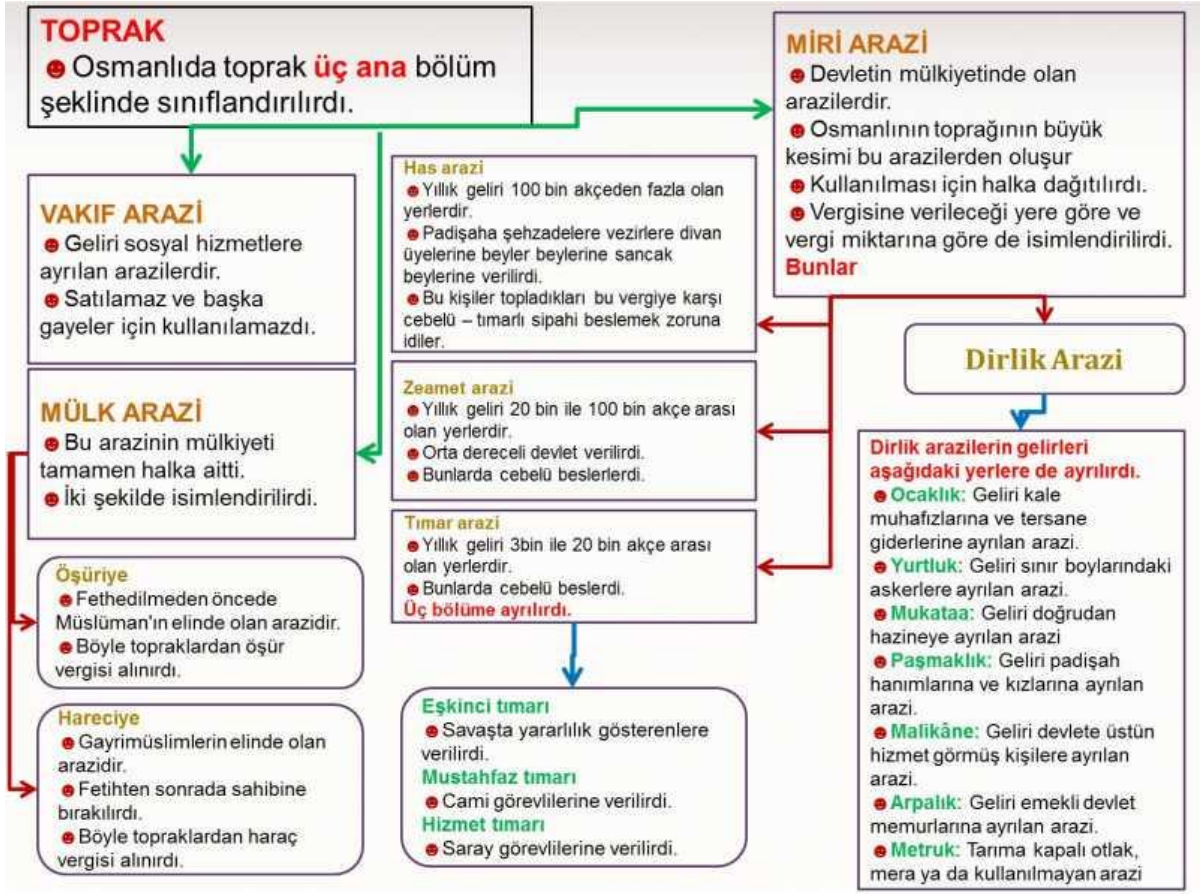 TOPRAK
Osmanlıda toprak üç ana bölüm
şeklinde sınıflandırılırdı.
MİRİ ARAZİ
Devletin mülkiyetinde olan
arazilerdir.
Osmanlının toprağının büyük
kesimi bu arazilerden oluşur
Kullanılması için halka dağıtılırdı.
Vergisine verileceği yere göre ve
vergi miktarına göre de isimlendirilirdi.
Bunlar
VAKIF ARAZİ
Geliri sosyal hizmetlere
ayrılan arazilerdir.
Satılamaz ve başka
gayeler için kullanılamazdı.
Has arazi
Yıllık geliri 100 bin akçeden fazla olan
yerlerdir.
Padişaha şehzadelere vezirlere divan
üyelerine beyler beylerine sancak
beylerine verilirdi.
Bu kişiler topladıkları bu vergiye karşı
cebelü – tımarlı sipahi beslemek zoruna
idiler.
Dirlik Arazi
MÜLK ARAZİ
Bu arazinin mülkiyeti
tamamen halka aitti.
İki şekilde isimlendirilirdi.
Zeamet arazi
Yıllık geliri 20 bin ile 100 bin akçe arası
olan yerlerdir.
Orta dereceli devlet verilirdi.
Bunlarda cebelü beslerlerdi.
Tımar arazi
Yıllık geliri 3bin ile 20 bin akçe arası
olan yerlerdir.
Bunlarda cebelü beslerdi.
Üç bölüme ayrılırdı.
Öşüriye
Fethedilmeden öncede
Müslüman'ın elinde olan arazidir.
Böyle topraklardan öşür
vergisi alınırdı.
Hareciye
Gayrimüslimlerin elinde olan
arazidir.
Fetihten sonrada sahibine
bırakılırdı.
Böyle topraklardan haraç
vergisi alınırdı.
Eşkinci tımarı
Savaşta yararlılık gösterenlere
verilirdi.
Mustahfaz tımarı
Cami görevlilerine verilirdi.
Hizmet tımarı
Saray görevlilerine verilirdi.
Dirlik arazilerin gelirleri
aşağıdaki yerlere de ayrılırdı.
Ocaklık: Geliri kale
muhafızlarına ve tersane
giderlerine ayrılan arazi.
Yurtluk: Geliri sınır boylarındaki
askerlere ayrılan arazi.
Mukataa: Geliri doğrudan
hazineye ayrılan arazi
Paşmaklık: Geliri padişah
hanımlarına ve kızlarına ayrılan
arazi.
Malikâne: Geliri devlete üstün
hizmet görmüş kişilere ayrılan
arazi.
Arpalık: Geliri emekli devlet
memurlarına ayrılan arazi.
Metruk: Tarıma kapalı otlak,
mera ya da kullanılmayan arazi